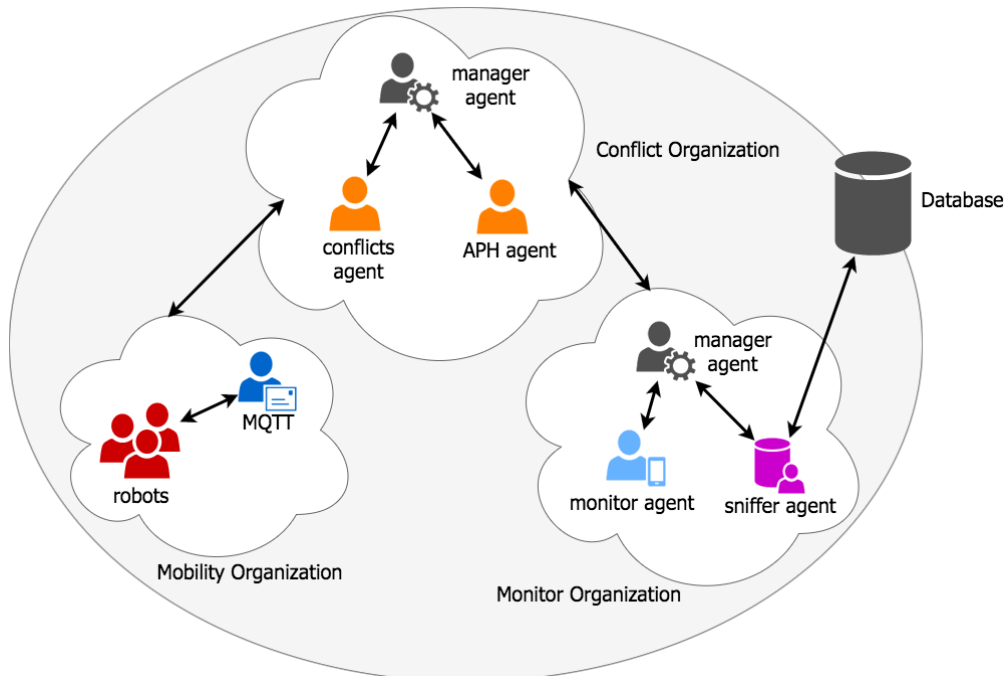 manager
agent
Conflict Organization
Database
conflicts
agent
APH agent
manager
agent
MQTT
robots
monitor agent
sniffer agent
Mobility Organization
Monitor Organization